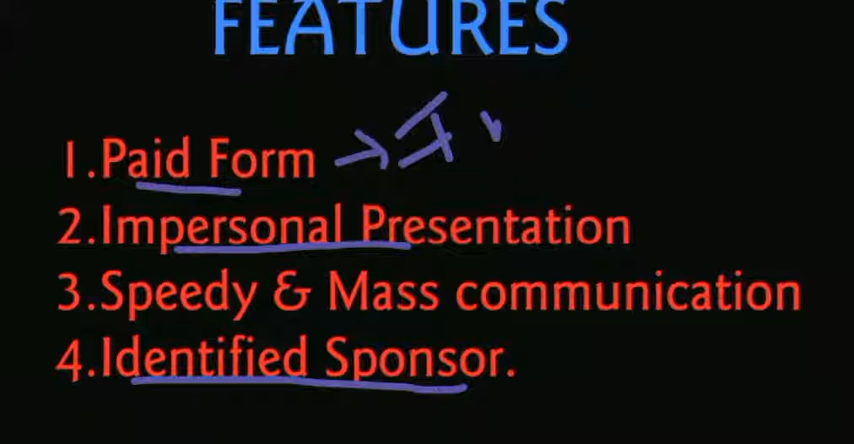 FEATURES
1.Paid Form →
2.Impersonal Presentation
3.Speedy & Mass communication
4.Identified Sponsor.